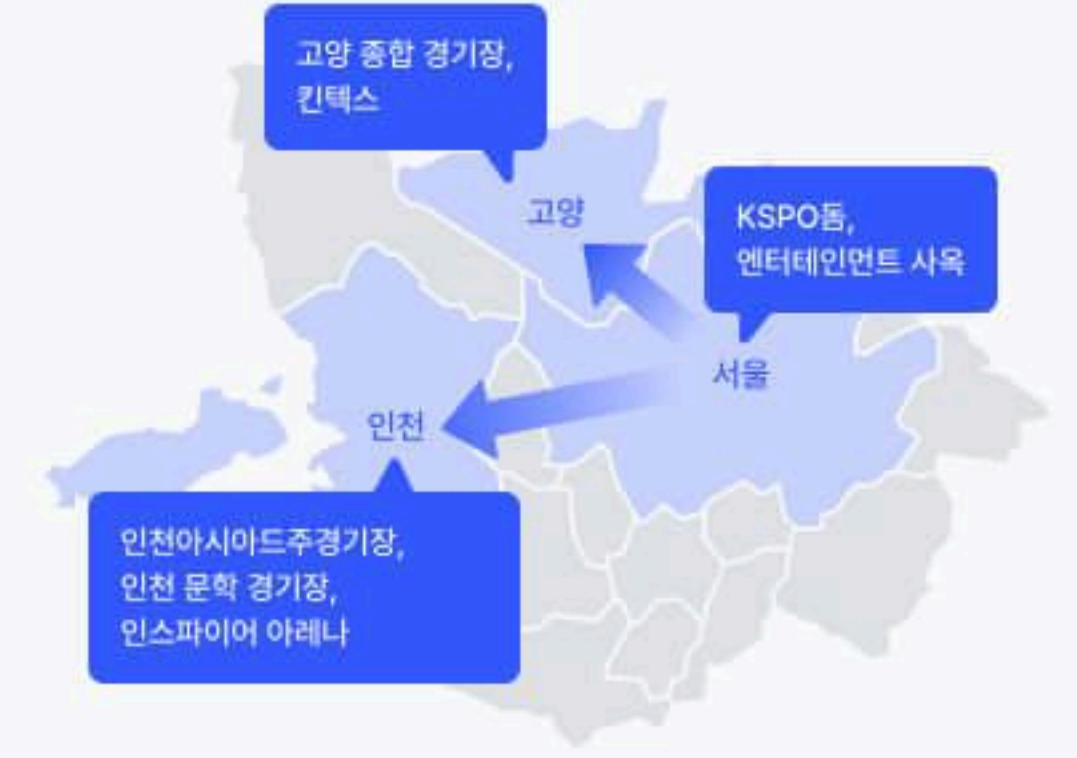 고양 종합 경기장,
킨텍스
고양
KSPO돔,
엔터테인먼트 사옥
서울
인천
인천아시아드주경기장,
인천 문학 경기장,
인스파이어 아레나